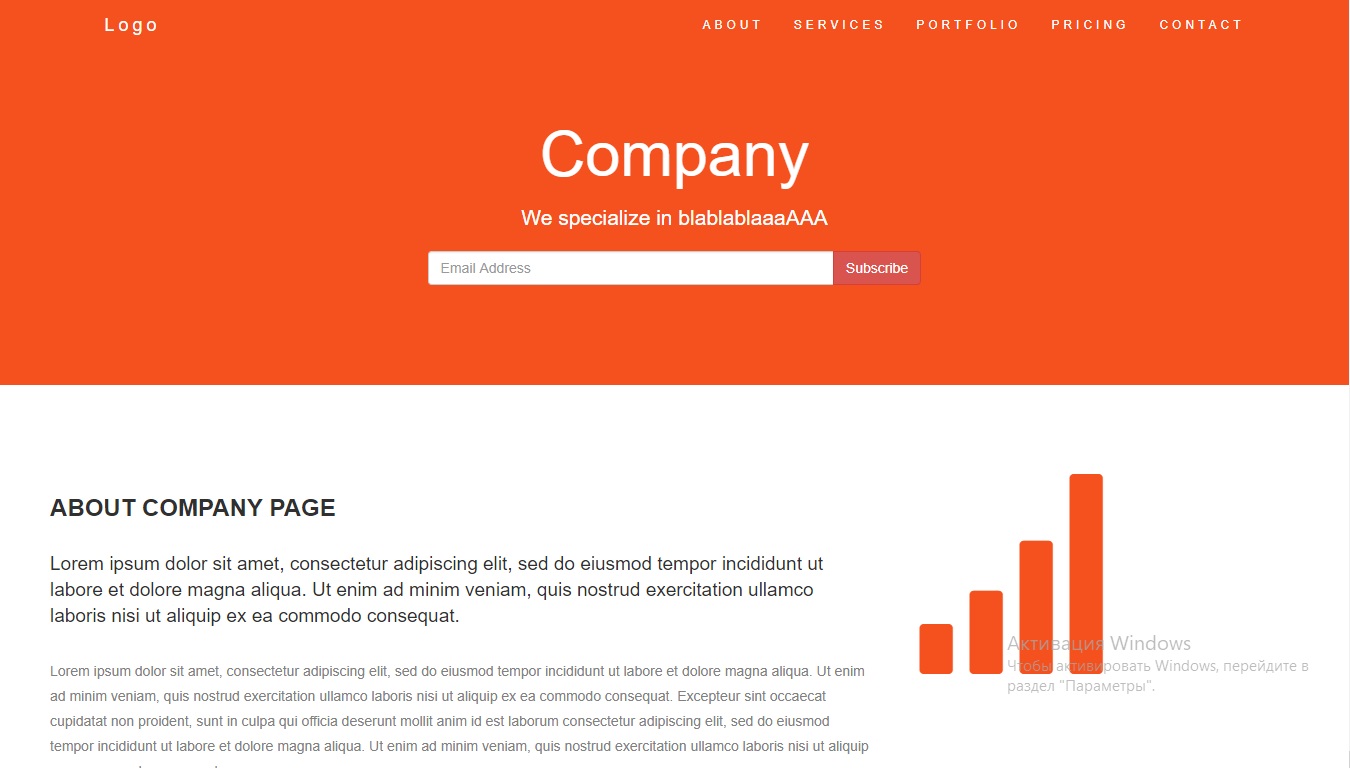 Logo
ABOUT SERVICES PORTFOLIO PRICING CONTACT
Company
We specialize in blablablaaaAAA
Email Address Subscribe
ABOUT COMPANY PAGE
Lorem ipsum dolor sit amet, consectetur adipiscing elit, sed do eiusmod tempor incididunt ut
labore et dolore magna aliqua. Ut enim ad minim veniam, quis nostrud exercitation ullamco
laboris nisi ut aliquip ex ea commodo consequat.
Lorem ipsum dolor sit amet, consectetur adipiscing elit, sed do eiusmod tempor incididunt ut labore et dolore magna aliqua. Ut enim
ad minim veniam, quis nostrud exercitation ullamco laboris nisi ut aliquip ex ea commodo consequat. Excepteur sint occaecat
cupidatat non proident, sunt in culpa qui officia deserunt mollit anim id est laborum consectetur adipiscing elit, sed do eiusmod
tempor incididunt ut labore et dolore magna aliqua. Ut enim ad minim veniam, quis nostrud exercitation ullamco laboris nisi ut aliquip
Активация Windows
Чтобы активировать Windows, перейдите в
раздел "Параметры".